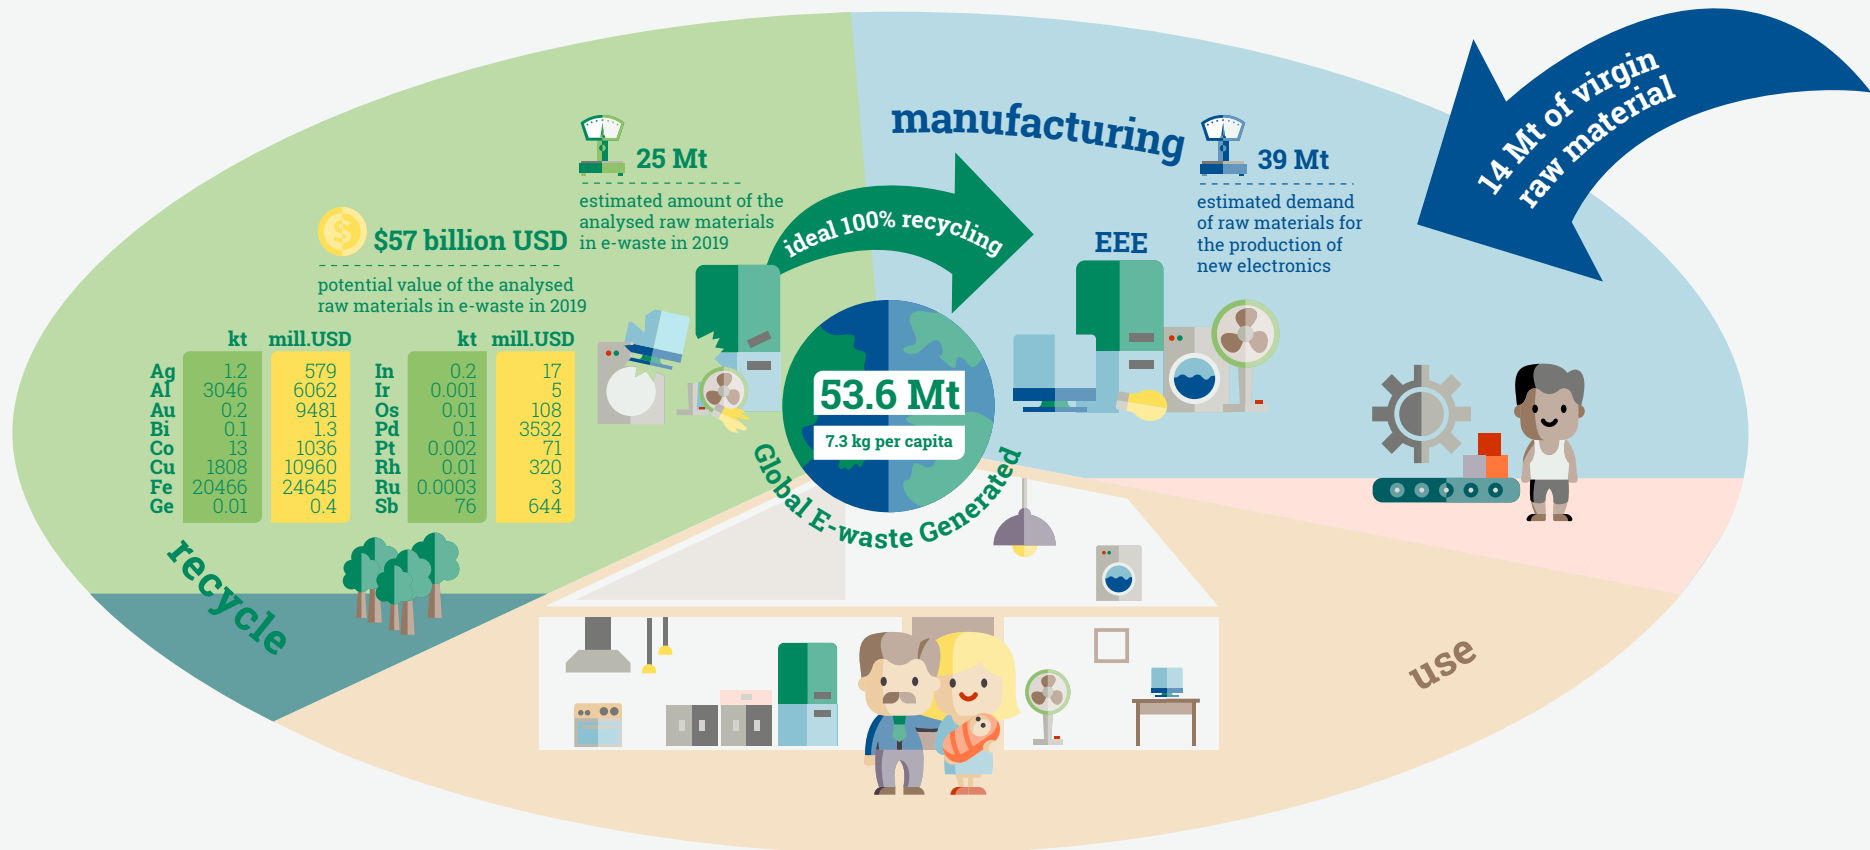 14 Mt of virgin
raw material
manufacturing
25 Mt
estimated amount of the
analysed raw materials
in e-waste in 2019
39 Mt
estimated demand
of raw materials for
the production of
new electronics
ideal 100% recycling
EEE
$57 billion USD
potential value of the analysed
raw materials in e-waste in 2019
kt mill.USD kt mill.USD
Ag 1.2 579 In 0.2 17
Al 3046 6062 Ir 0.001 5
Au 0.2 9481 Os 0.01 108
Bi 0.1 1.3 Pd 0.1 3532
Co 13 1036 Pt 0.002 71
Cu 1808 10960 Rh 0.01 320
Fe 20466 24645 Ru 0.0003 3
Ge 0.01 0.4 Sb 76 644
53.6 Mt
7.3 kg per capita
Global E-waste Generated
recycle
use